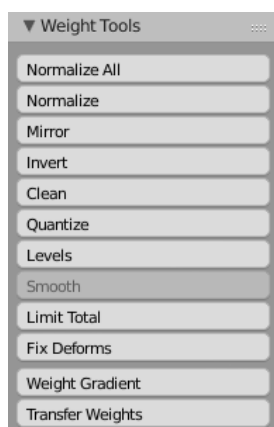 Weight Tools
Normalize All
Normalize
Mirror
Invert
Clean
Quantize
Levels
Smooth
Limit Total
Fix Deforms
Weight Gradient
Transfer Weights